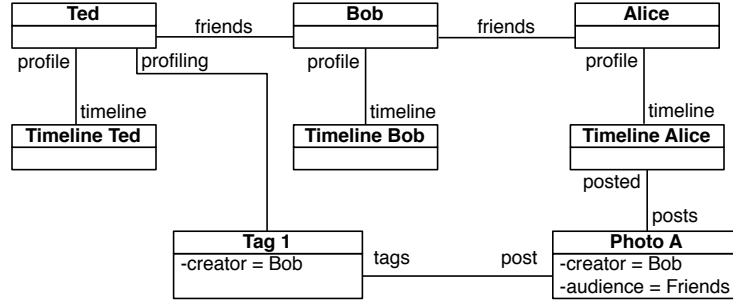 Ted
Bob
Alice
friends
friends
profile
profiling
profile
profile
timeline
timeline
timeline
Timeline Ted
Timeline Bob
Timeline Alice
posted
posts
Tag 1
-creator = Bob
tags
post
Photo A
-creator = Bob
-audience = Friends